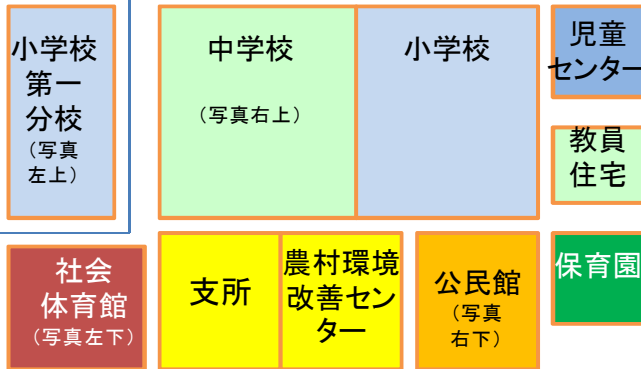 小学校
第一
分校
（写真
左上）
中学校
（写真右上）
小学校
児童
センター
教員
住宅
社会
体育館
（写真左下）
支所
農村環境
改善セン
ター
公民館
（写真
右下）
保育園